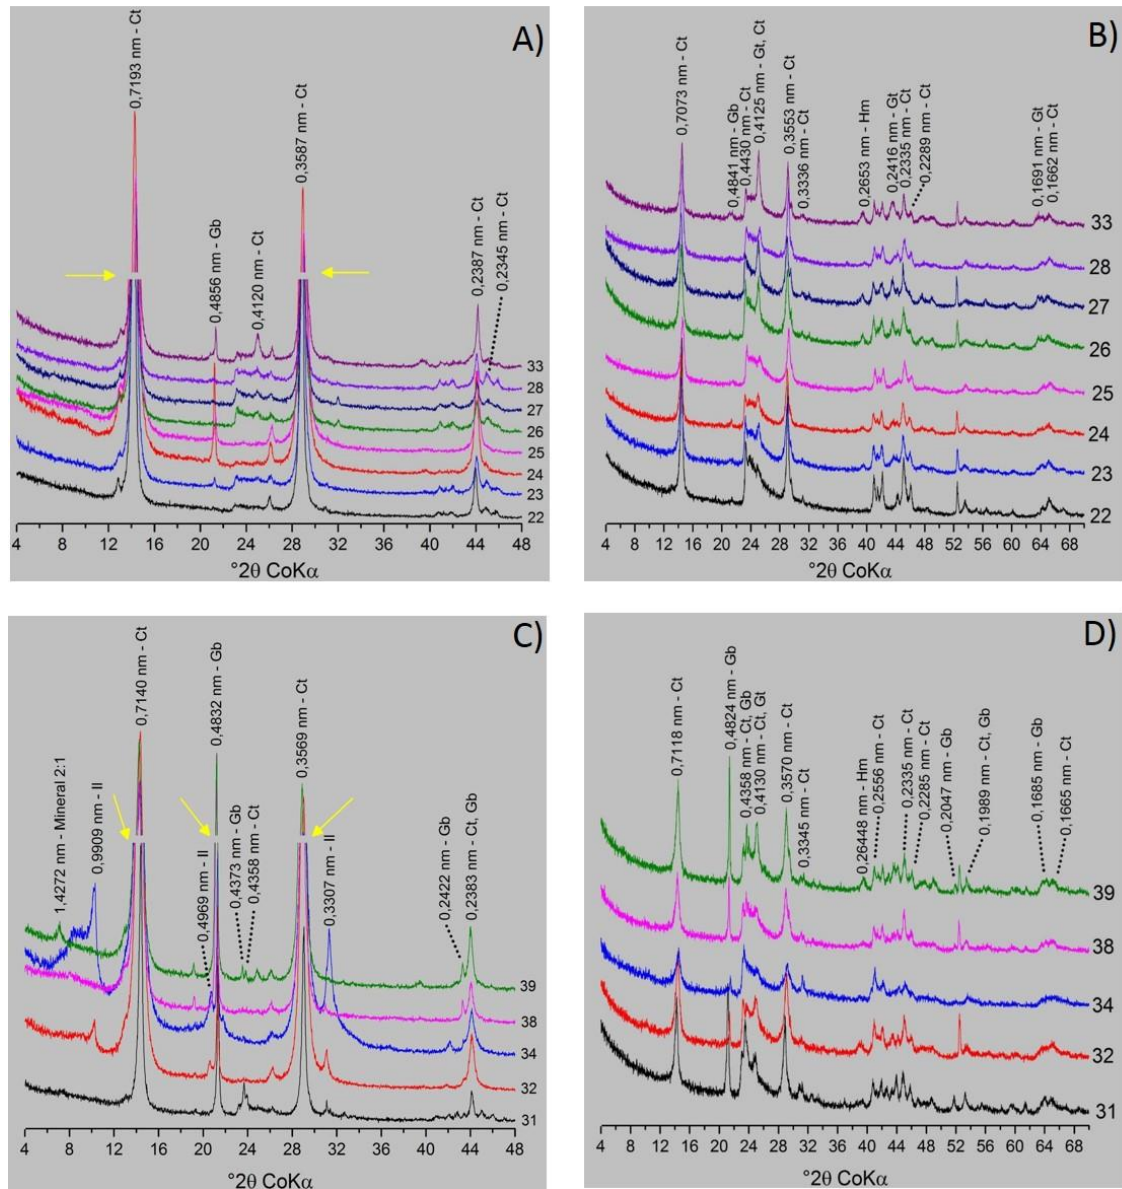 A)
0,7193 nm - Ct
0,4856 nm - Gb
0,4120 nm - Ct
0,3587 nm - Ct
0,2387 nm - Ct
0,2345 nm - Ct
33
28
27
26
25
24
23
22
4 8 12 16 20 24 28 32 36 40 44 48
°2θ CoKα
B)
0,7073 nm - Ct
0,4841 nm - Gb
0,4430 nm - Ct
0,4125 nm - Gt, Ct
0,3553 nm - Ct
0,3336 nm - Ct
0,2653 nm - Hm
0,2416 nm - Gt
0,2335 nm - Ct
0,2289 nm - Ct
0,1691 nm - Gt
0,1662 nm - Ct
33
28
27
26
25
24
23
22
4 8 12 16 20 24 28 32 36 40 44 48 52 56 60 64 68
°2θ CoKα
C)
1,4272 nm - Mineral 2:1
0,9909 nm - Il
0,7140 nm - Ct
0,4969 nm - Il
0,4832 nm - Gb
0,4373 nm - Gb
0,4358 nm - Ct
0,3569 nm - Ct
0,3307 nm - Il
0,2422 nm - Gb
0,2383 nm - Ct, Gb
39
38
34
32
31
4 8 12 16 20 24 28 32 36 40 44 48
°2θ CoKα
D)
0,7118 nm - Ct
0,4824 nm - Gb
0,4358 nm - Ct, Gb
0,4130 nm - Ct, Gt
0,3570 nm - Ct
0,3345 nm - Ct
0,26448 nm - Hm
0,2556 nm - Ct
0,2335 nm - Ct
0,2285 nm - Ct
0,2047 nm - Gb
0,1989 nm - Ct, Gb
0,1685 nm - Gb
0,1665 nm - Ct
39
38
34
32
31
4 8 12 16 20 24 28 32 36 40 44 48 52 56 60 64 68
°2θ CoKα